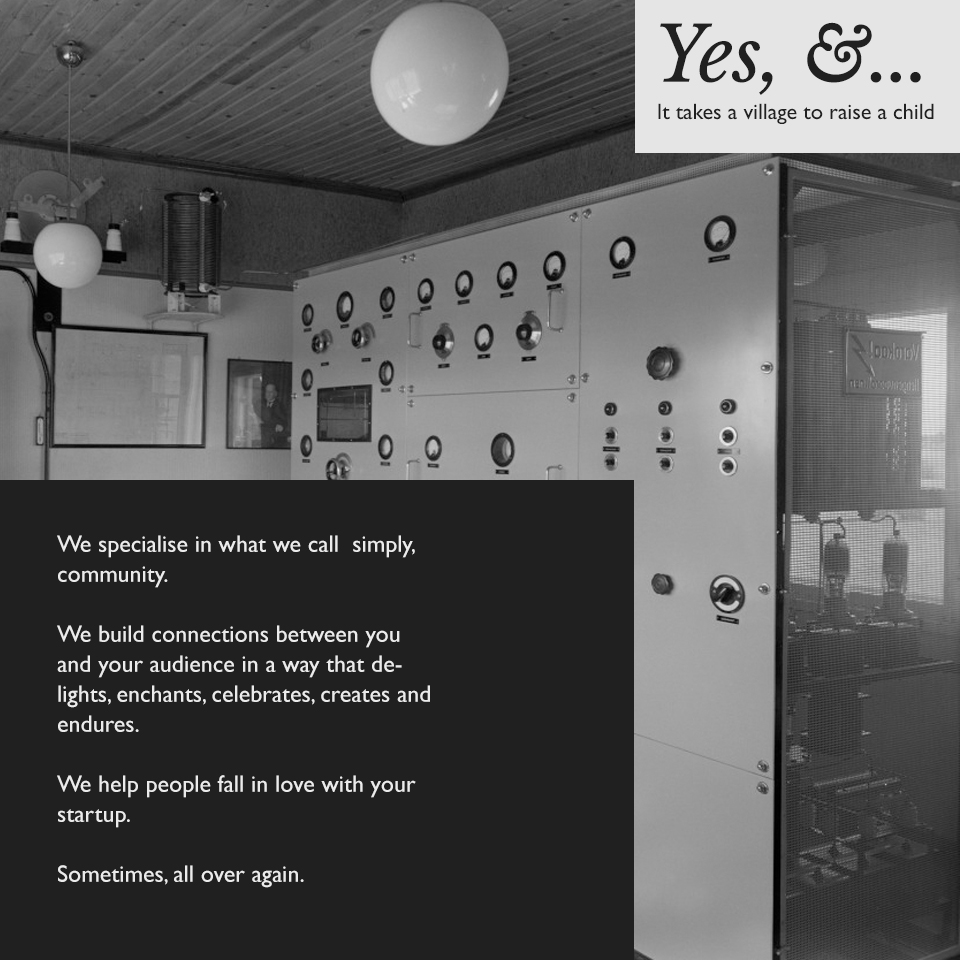 Yes, &...
It takes a village to raise a child
We specialise in what we call  simply,
community.
We build connections between you
and your audience in a way that de-
lights, enchants, celebrates, creates and
endures.
We help people fall in love with your
startup.
Sometimes, all over again.